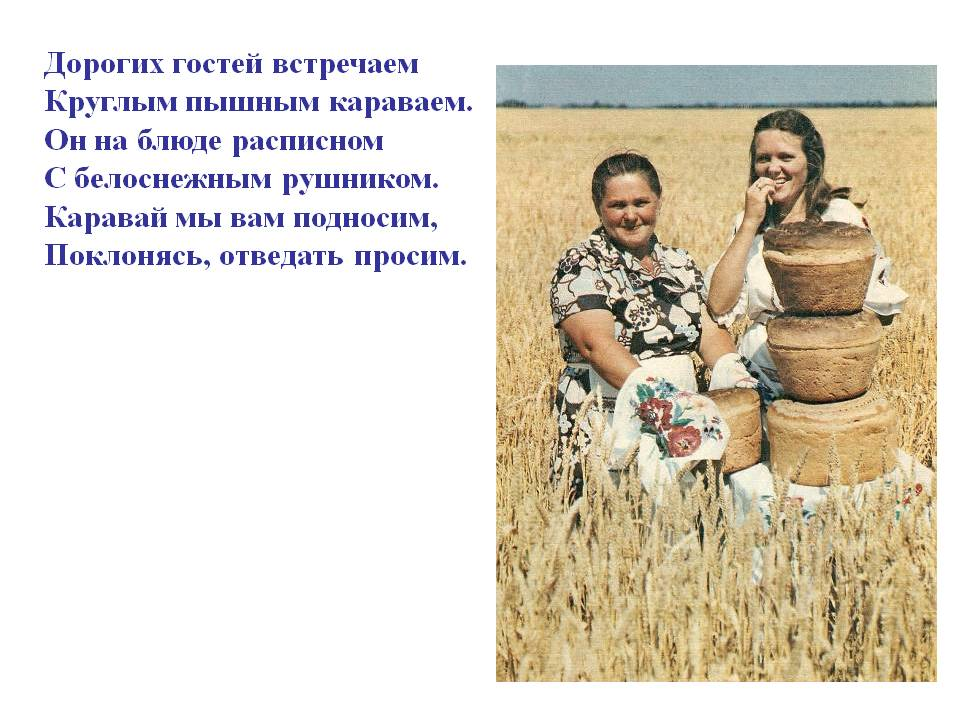 Дорогих гостей встречаем
Круглым пышным караваем.
Он на блюде расписном
С белоснежным рушником.
Каравай мы вам подносим,
Поклонясь, отведать просим.